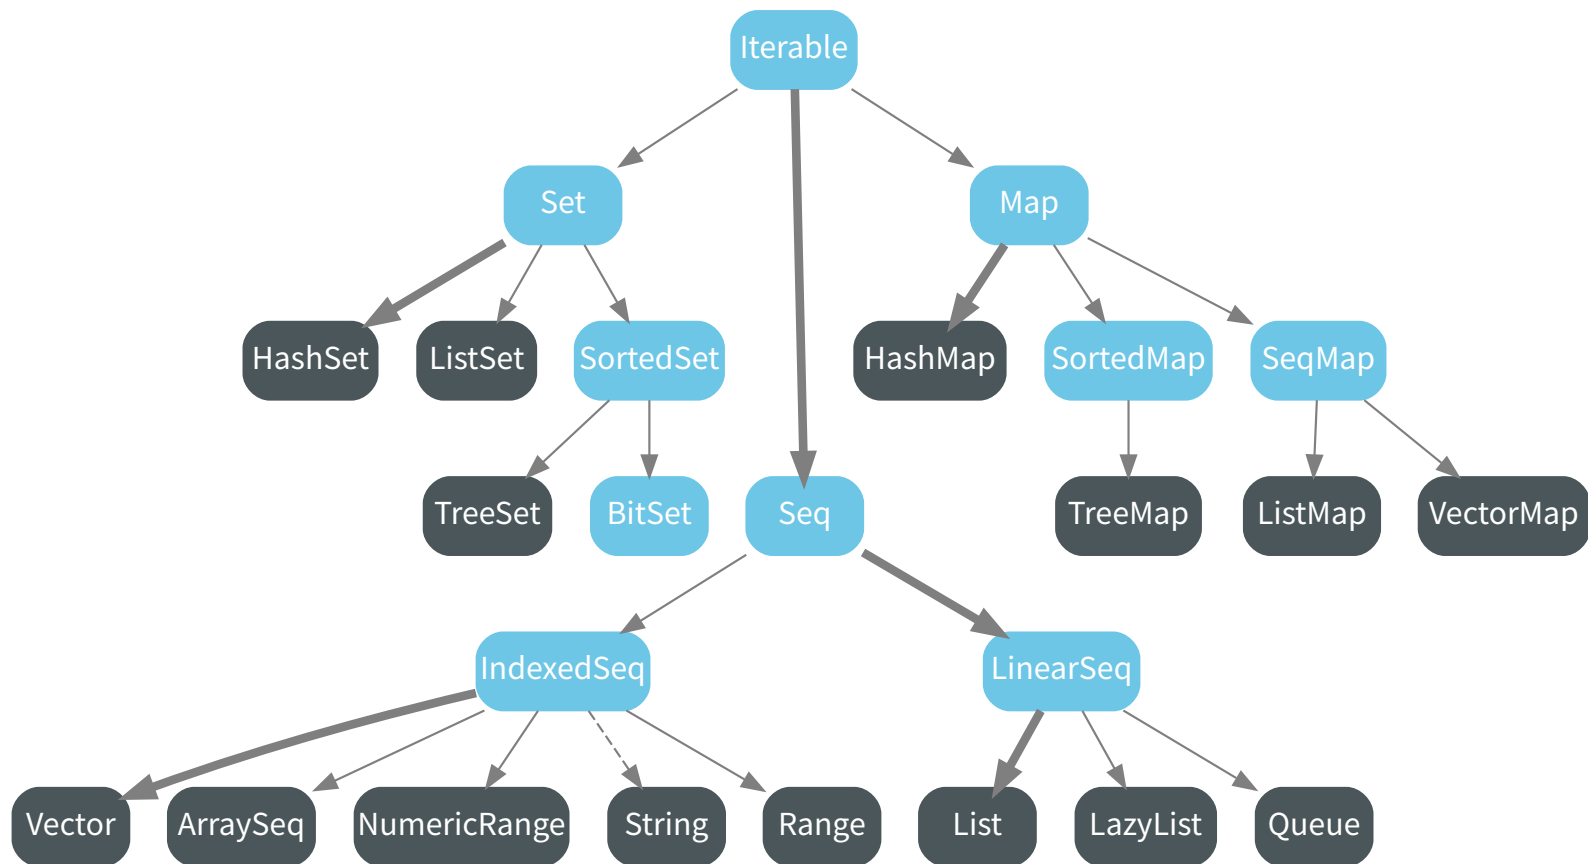 Iterable
Set
Map
HashSet
ListSet
SortedSet
HashMap
SortedMap
SeqMap
TreeSet
BitSet
Seq
TreeMap
ListMap
VectorMap
IndexedSeq
LinearSeq
Vector
ArraySeq
NumericRange
String
Range
List
LazyList
Queue